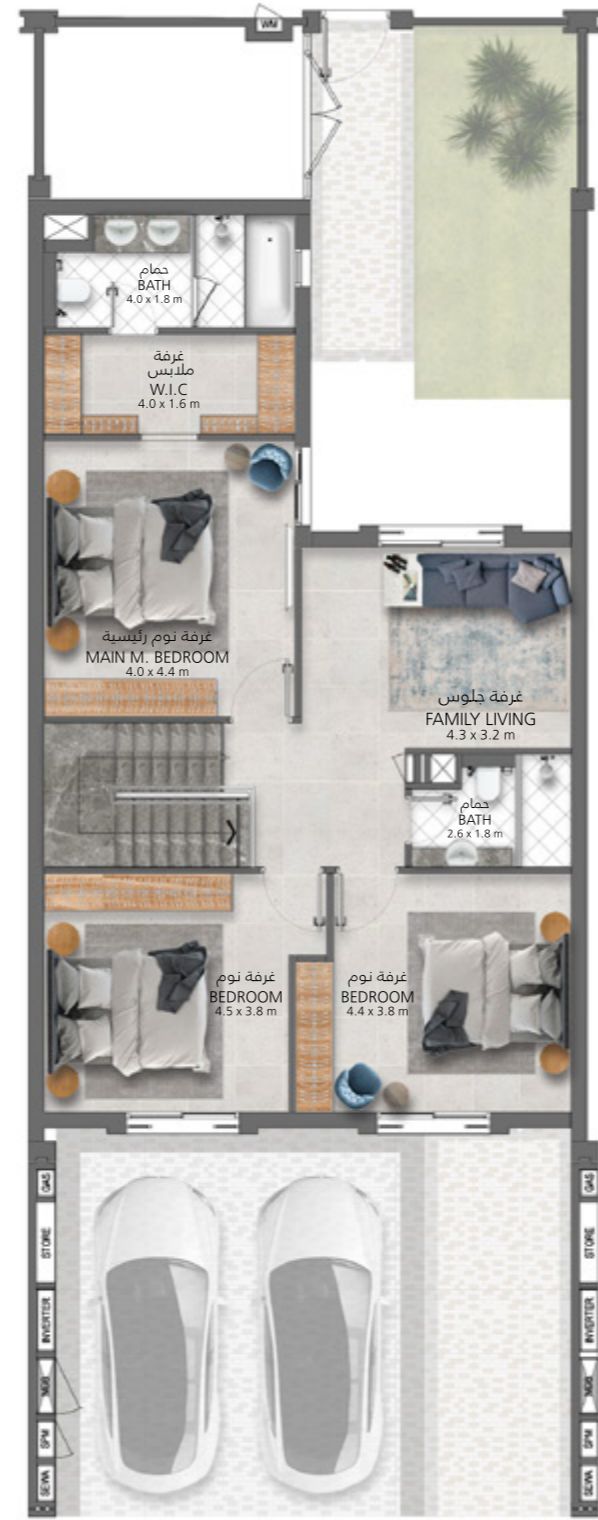 WM
حمام
BATH
4.0 x 1.8 m
غرفة
ملابس
W.I.C
4.0 x 1.6 m
غرفة نوم رئيسية
MAIN M. BEDROOM
4.0 x 4.4 m
غرفة جلوس
FAMILY LIVING
4.3 x 3.2 m
حمام
BATH
2.6 x 1.8 m
غرفة نوم
BEDROOM
4.5 x 3.8 m
غرفة نوم
BEDROOM
4.4 x 3.8 m
GAS
STORE
INVERTER
MDB
SPM
SEWA
GAS
STORE
INVERTER
MDB
SPM
SEWA